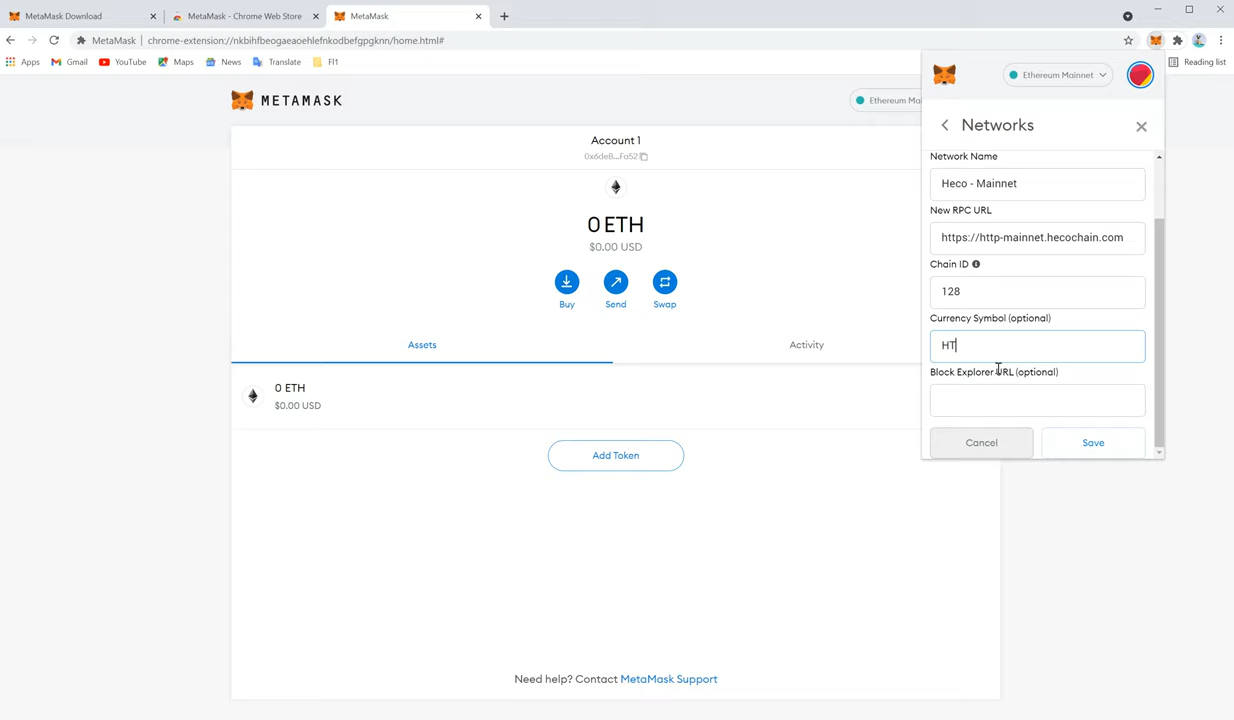 MetaMask Download
MetaMask - Chrome Web Store
MetaMask
MetaMask
chrome-extension://nkbihfbeogaeaoehlefnkodbefgpgknn/home.html#
Apps
Gmail
YouTube
Maps
News
Translate
FI1
Reading list
METAMASK
Ethereum Ma
Account 1
0x6deB...Fa52
0 ETH
$0.00 USD
Buy
Send
Swap
Assets
Activity
0 ETH
$0.00 USD
Add Token
Need help? Contact MetaMask Support
Ethereum Mainnet
Networks
Network Name
Heco - Mainnet
New RPC URL
https://http-mainnet.hecochain.com
Chain ID
128
Currency Symbol (optional)
HT
Block Explorer URL (optional)
Cancel
Save